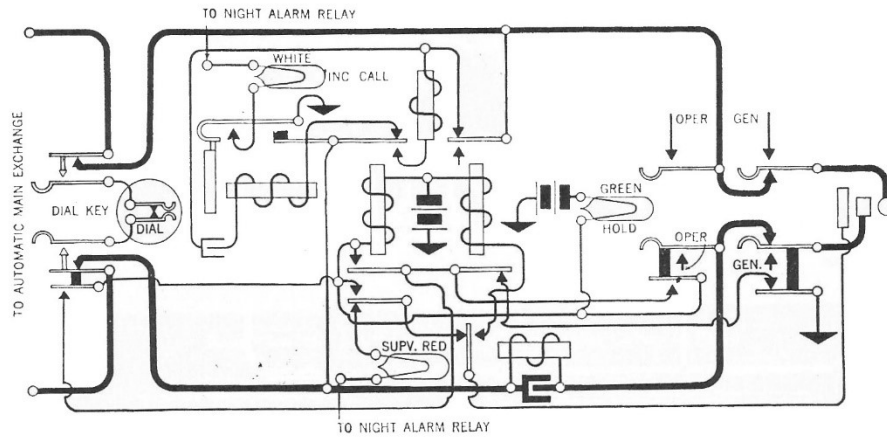 TO NIGHT ALARM RELAY
WHITE
INC CALL
OPER
GEN
TO AUTOMATIC MAIN EXCHANGE
DIAL KEY
DIAL
GREEN
HOLD
OPER
GEN.
SUPV. RED
TO NIGHT ALARM RELAY